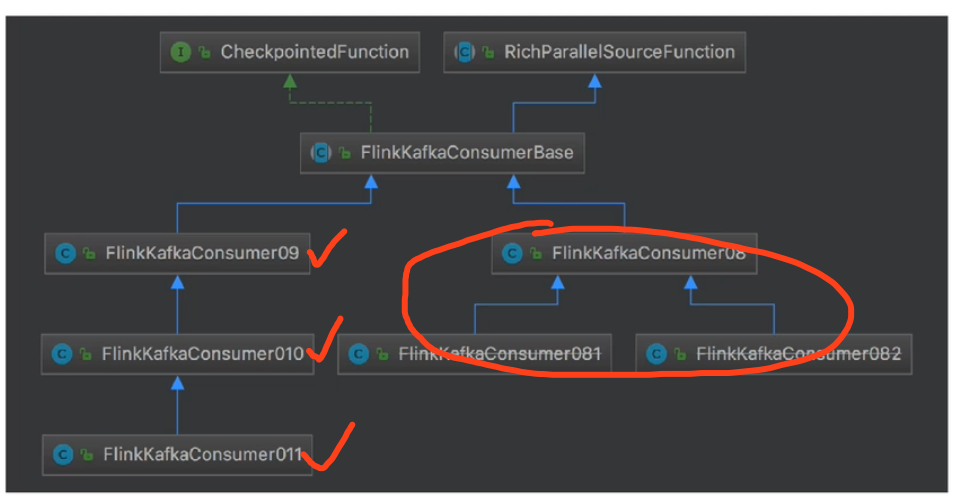 CheckpointedFunction
RichParallelSourceFunction
FlinkKafkaConsumerBase
FlinkKafkaConsumer09
FlinkKafkaConsumer08
FlinkKafkaConsumer010
FlinkKafkaConsumer081
FlinkKafkaConsumer082
FlinkKafkaConsumer011